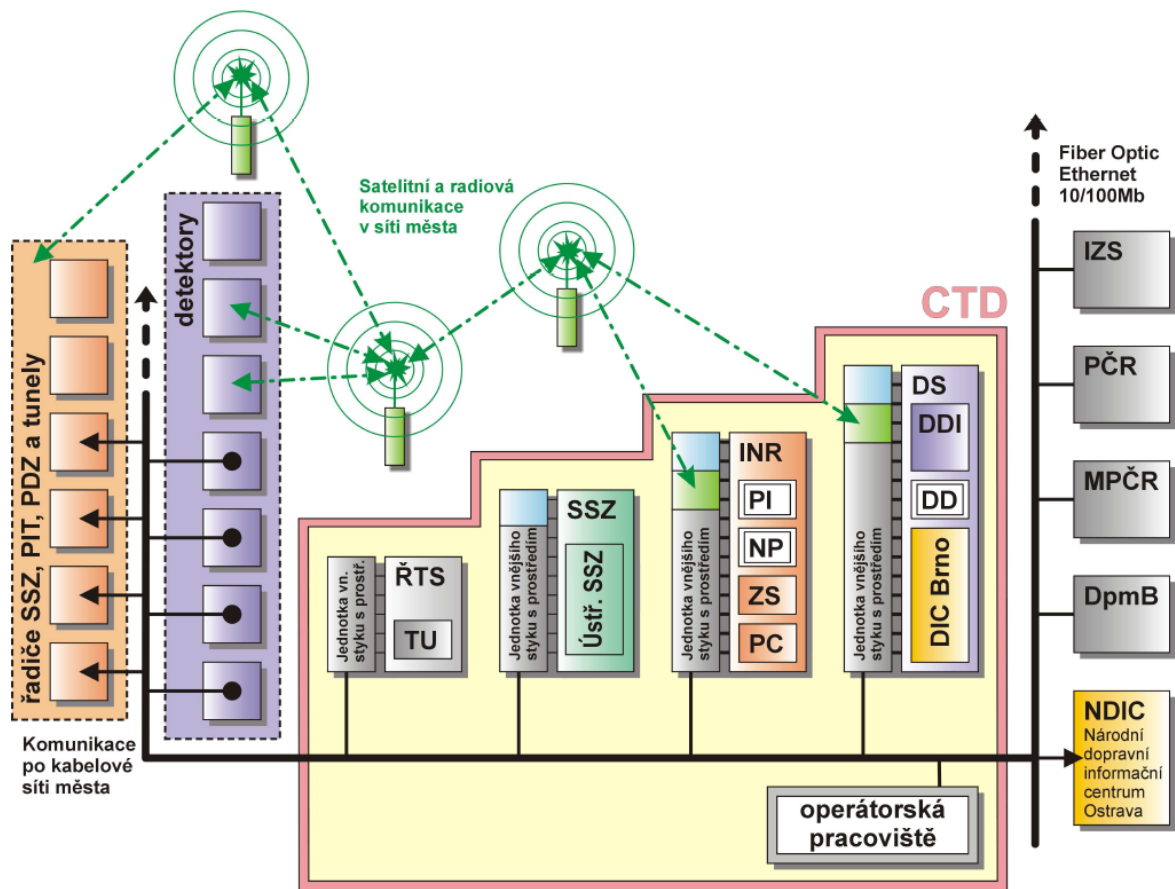 Satelitní a radiová
komunikace
v síti města
Fiber Optic
Ethernet
10/100Mb
řadiče SSZ, PIT, PDZ a tunely
detektory
Komunikace
po kabelové
síti města
CTD
Jednotka vn.
styku s prostř.
ŘTS
TU
Jednotka vnějšího
styku s prostředím
SSZ
Ústř. SSZ
Jednotka vnějšího
styku s prostředím
INR
PI
NP
ZS
PC
Jednotka vnějšího
styku s prostředím
DS
DDI
DD
DIC Brno
operátorská
pracoviště
IZS
PČR
MPČR
DpmB
NDIC
Národní
dopravní
informační
centrum
Ostrava